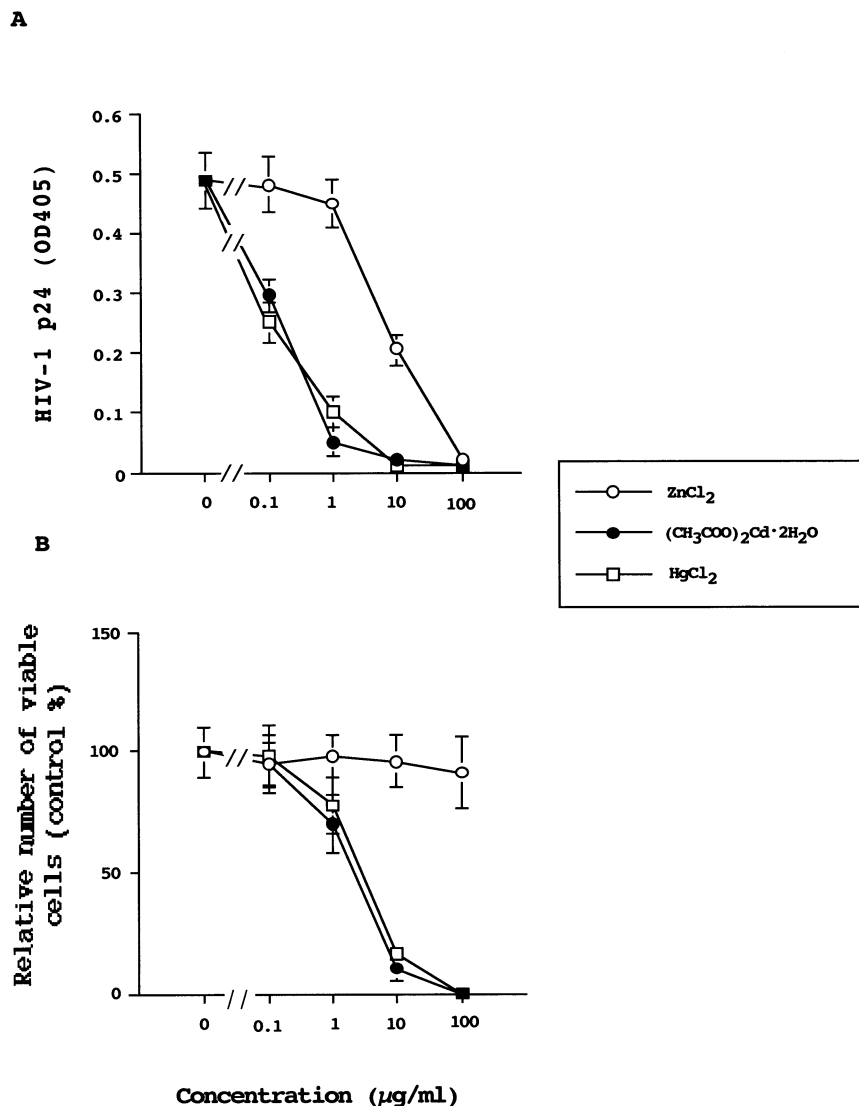 A
HIV-1 p24 (OD405)
0.6
0.5
0.4
0.3
0.2
0.1
0
0 0.1 1 10 100
ZnCl2
(CH3COO)2Cd·2H2O
HgCl2
B
Relative number of viable
cells (control %)
150
100
50
0
0 0.1 1 10 100
Concentration (µg/ml)